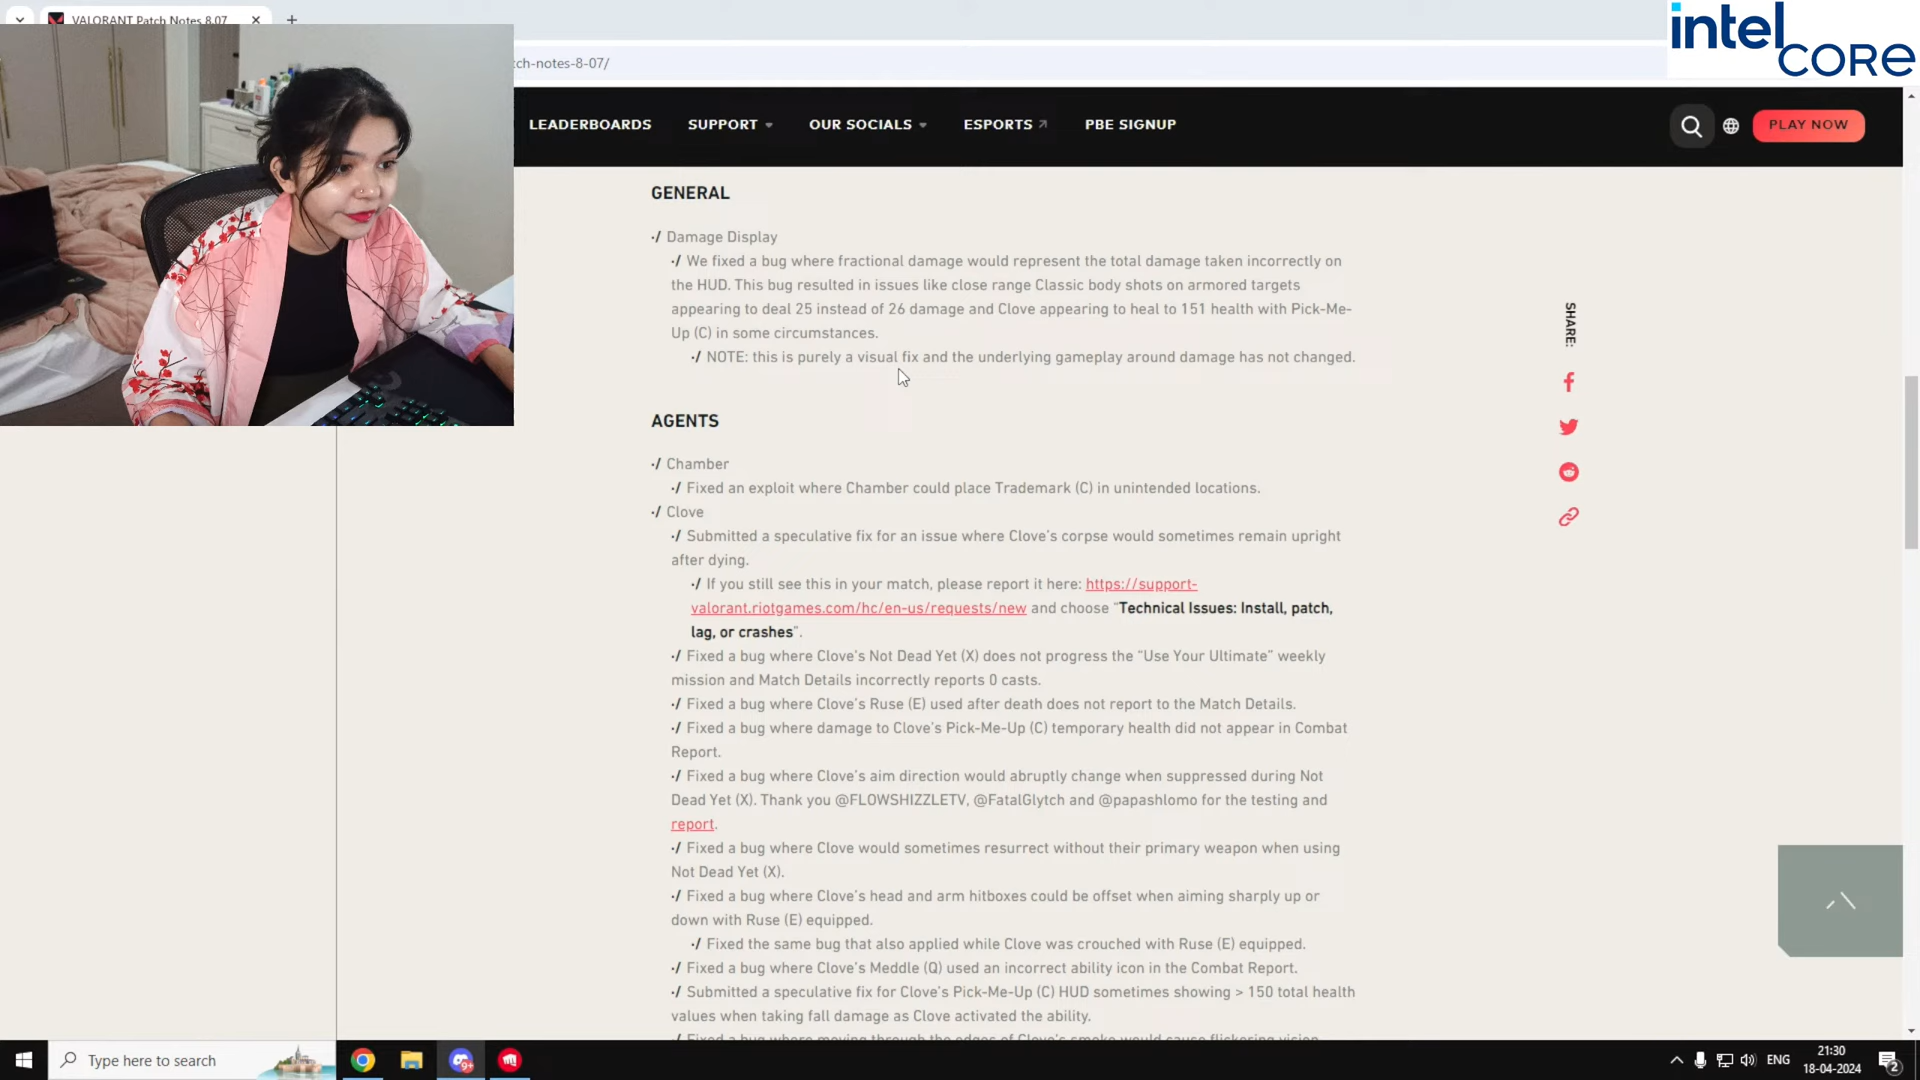 VALORANT Patch Notes 8.07
intel
CORE
tch-notes-8-07/
LEADERBOARDS SUPPORT OUR SOCIALS ESPORTS PBE SIGNUP PLAY NOW
GENERAL
Damage Display
We fixed a bug where fractional damage would represent the total damage taken incorrectly on
the HUD. This bug resulted in issues like close range Classic body shots on armored targets
appearing to deal 25 instead of 26 damage and Clove appearing to heal to 151 health with Pick-Me-
Up (C) in some circumstances.
NOTE: this is purely a visual fix and the underlying gameplay around damage has not changed.
SHARE:
AGENTS
Chamber
Fixed an exploit where Chamber could place Trademark (C) in unintended locations.
Clove
Submitted a speculative fix for an issue where Clove's corpse would sometimes remain upright
after dying.
If you still see this in your match, please report it here: https://support-
valorant.riotgames.com/hc/en-us/requests/new and choose "Technical Issues: Install, patch,
lag, or crashes".
Fixed a bug where Clove's Not Dead Yet (X) does not progress the "Use Your Ultimate" weekly
mission and Match Details incorrectly reports 0 casts.
Fixed a bug where Clove's Ruse (E) used after death does not report to the Match Details.
Fixed a bug where damage to Clove's Pick-Me-Up (C) temporary health did not appear in Combat
Report.
Fixed a bug where Clove's aim direction would abruptly change when suppressed during Not
Dead Yet (X). Thank you @FLOWSHIZZLETV, @FatalGlytch and @papashlomo for the testing and
report.
Fixed a bug where Clove would sometimes resurrect without their primary weapon when using
Not Dead Yet (X).
Fixed a bug where Clove's head and arm hitboxes could be offset when aiming sharply up or
down with Ruse (E) equipped.
Fixed the same bug that also applied while Clove was crouched with Ruse (E) equipped.
Fixed a bug where Clove's Meddle (Q) used an incorrect ability icon in the Combat Report.
Submitted a speculative fix for Clove's Pick-Me-Up (C) HUD sometimes showing > 150 total health
values when taking fall damage as Clove activated the ability.
Fixed a bug where moving through the edges of Clove's smoke would cause flickering vision
Type here to search
9+
ENG
21:30
18-04-2024
2